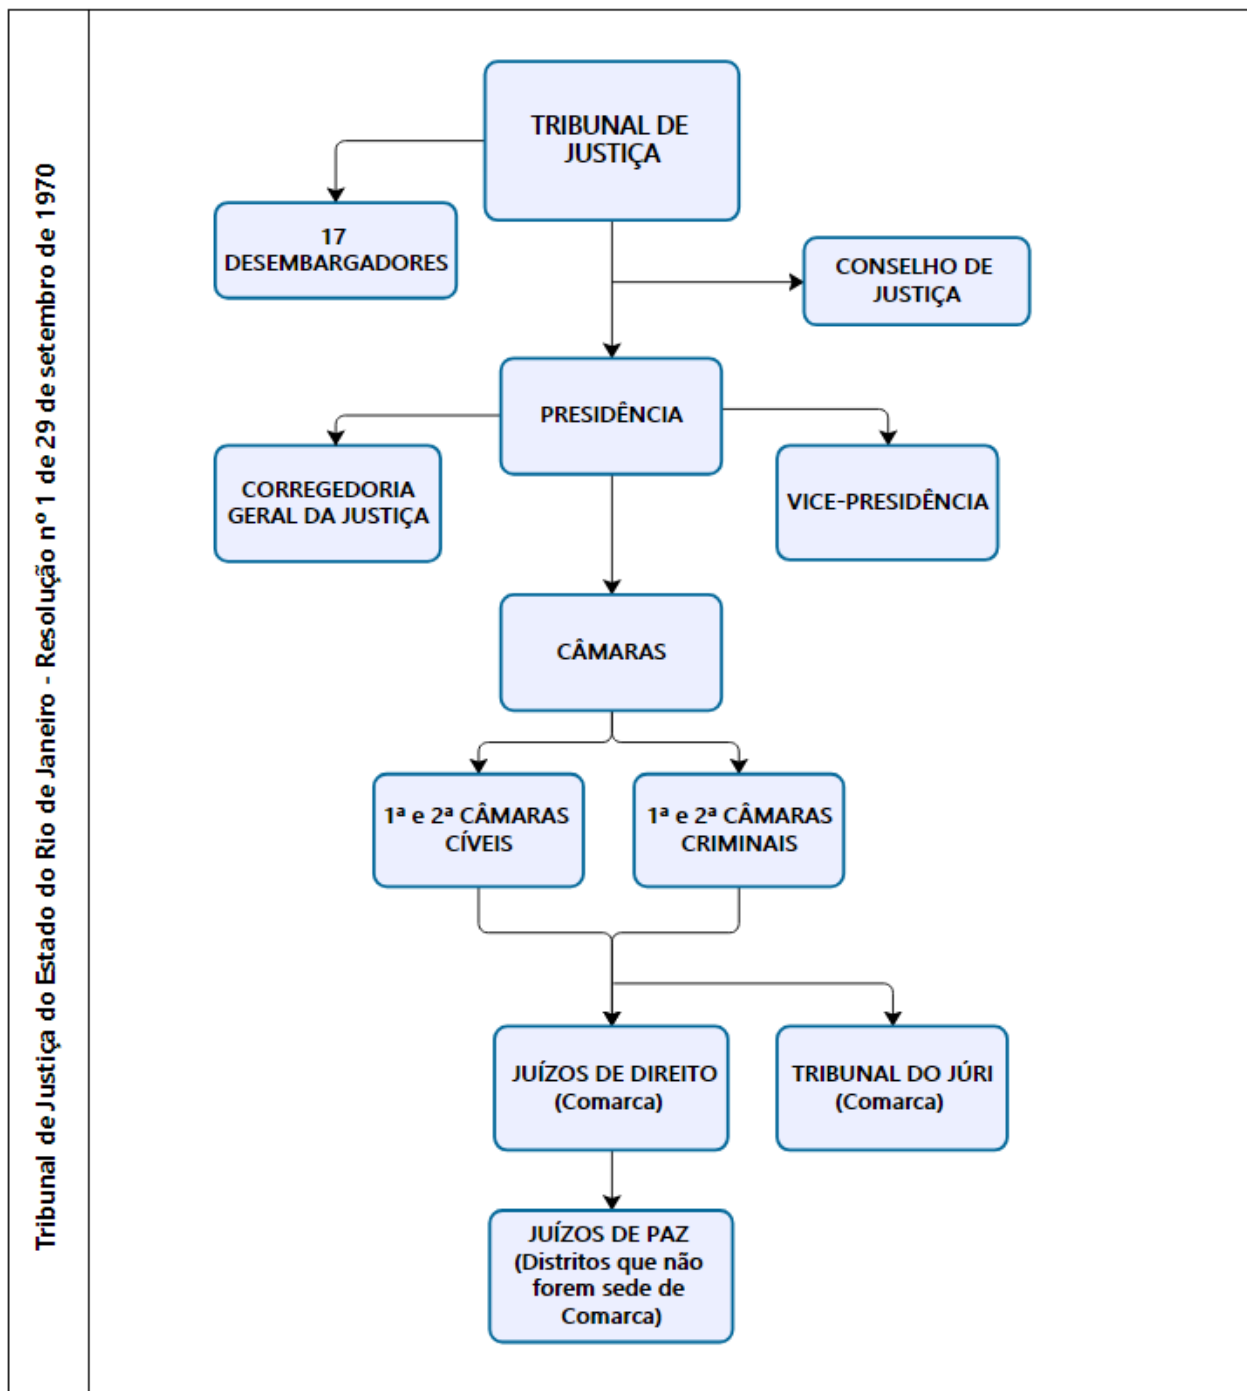 Tribunal de Justiça do Estado do Rio de Janeiro - Resolução nº 1 de 29 de setembro de 1970
TRIBUNAL DE
JUSTIÇA
17
DESEMBARGADORES
CONSELHO DE
JUSTIÇA
PRESIDÊNCIA
CORREGEDORIA
GERAL DA JUSTIÇA
VICE-PRESIDÊNCIA
CÂMARAS
1ª e 2ª CÂMARAS
CÍVEIS
1ª e 2ª CÂMARAS
CRIMINAIS
JUÍZOS DE DIREITO
(Comarca)
TRIBUNAL DO JÚRI
(Comarca)
JUÍZOS DE PAZ
(Distritos que não
forem sede de
Comarca)